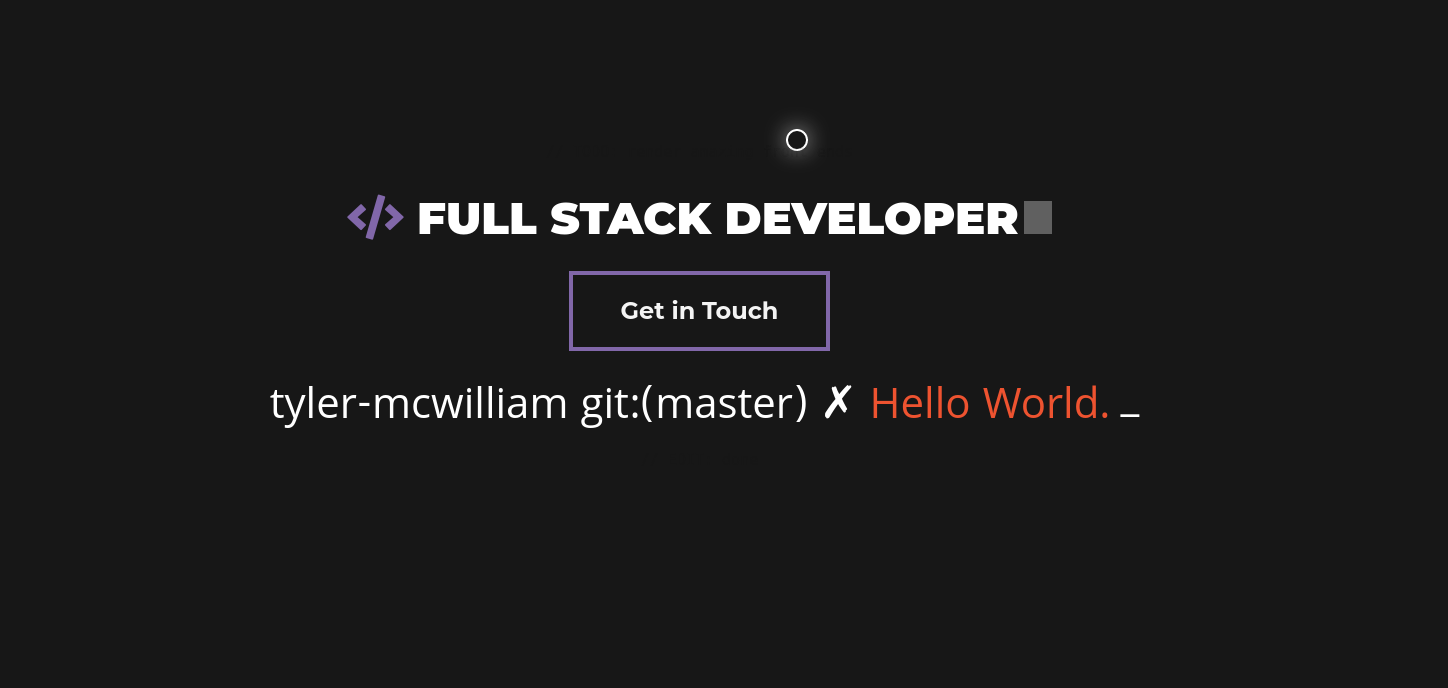 </> FULL STACK DEVELOPER
Get in Touch
tyler-mcwilliam git:(master) ✗ Hello World. _